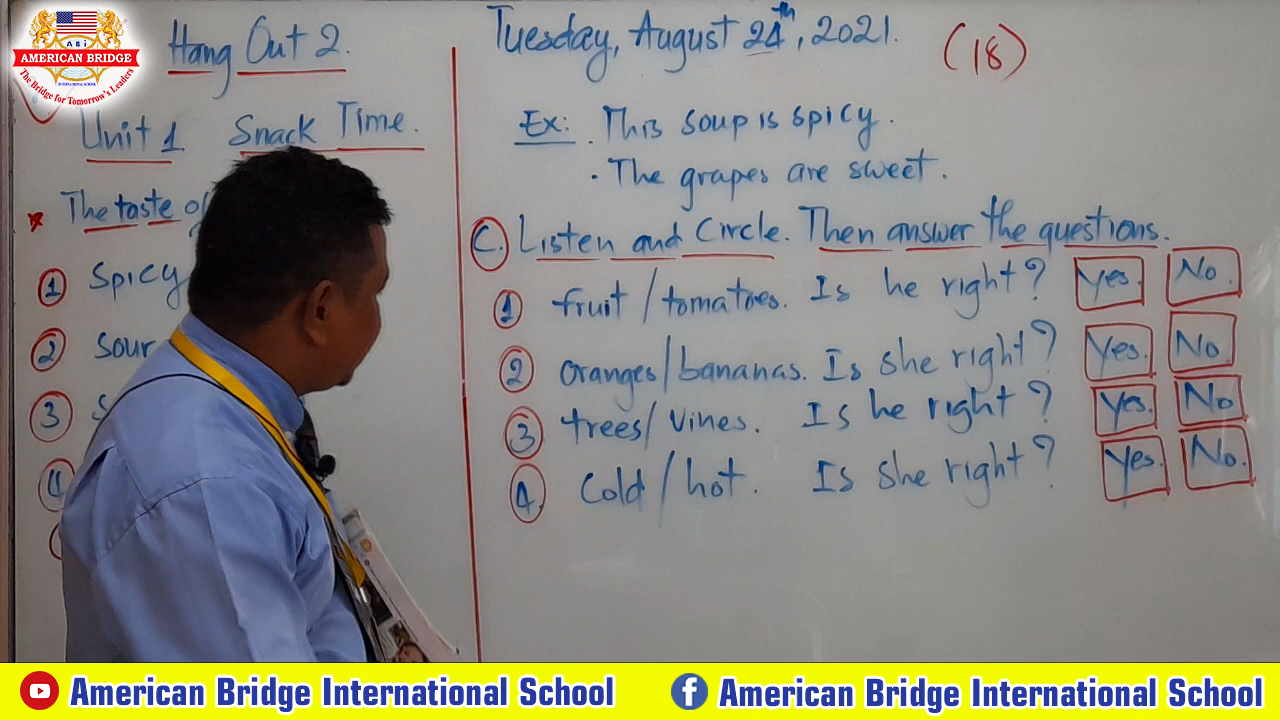 ABi
AMERICAN BRIDGE
INTERNATIONAL SCHOOL
The Bridge for Tomorrow's Leaders
Hang Out 2.
Unit 1 Snack Time.
* The taste of
1 Spicy
2 sour
3 s
4
Tuesday, August 24th, 2021.
(18)
Ex: . This soup is spicy.
. The grapes are sweet.
C. Listen and Circle. Then answer the questions.
1 fruit / tomatoes. Is he right? Yes. No.
2 oranges / bananas. Is she right? Yes. No
3 trees / vines. Is he right? Yes. No
4. Cold / hot. Is she right? Yes. No.
American Bridge International School
f American Bridge International School